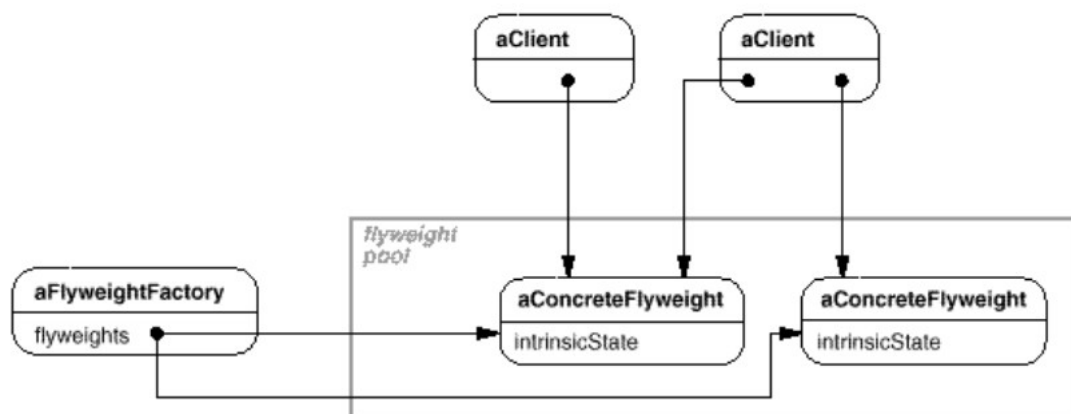 aClient
aClient
flyweight
pool
aFlyweightFactory
flyweights
aConcreteFlyweight
intrinsicState
aConcreteFlyweight
intrinsicState